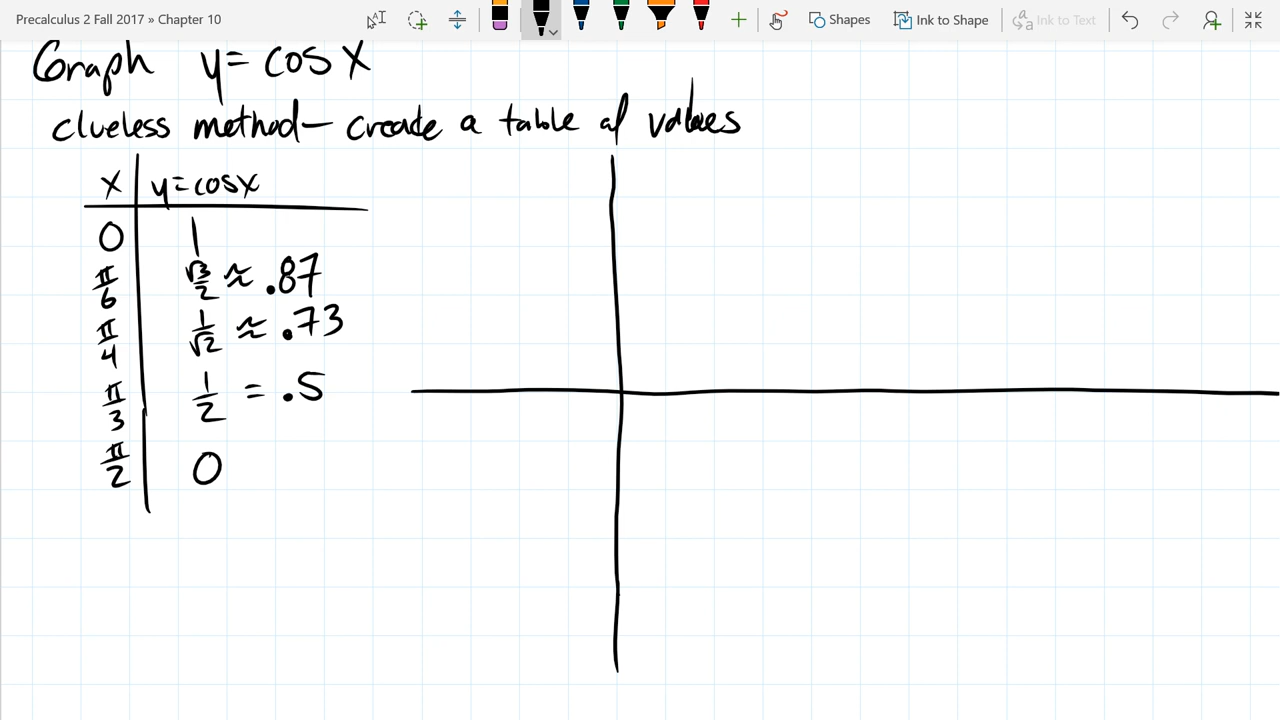 Precalculus 2 Fall 2017 » Chapter 10
Shapes
Ink to Shape
Ink to Text
Graph y= cos x
clueless method— create a table of values
x y=cosx
0 1
π/6 √3/2 ≈ .87
π/4 1/√2 ≈ .73
π/3 1/2 = .5
π/2 0